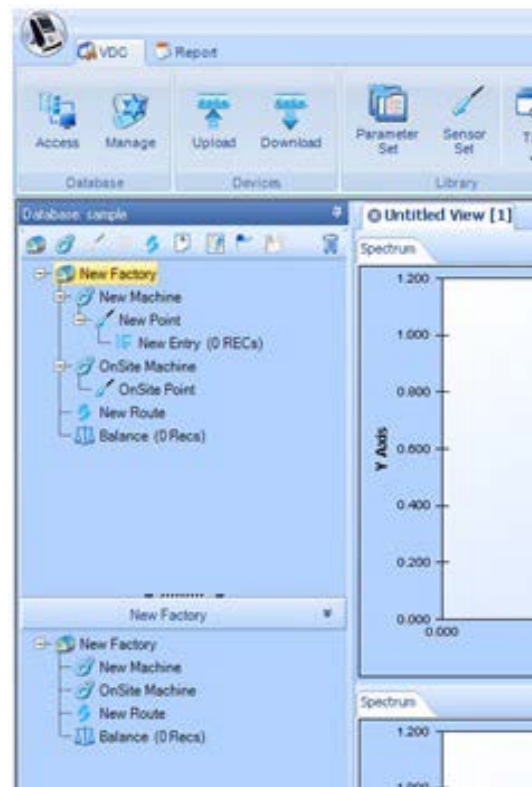 VDG Report
Access Manage Upload Download Parameter Set Sensor Set
Database Devices Library
Database: sample
Untitled View [1]
Spectrum
New Factory
New Machine
New Point
New Entry (0 RECs)
OnSite Machine
OnSite Point
New Route
Balance (0 Recs)
1.200
1.000
0.800
0.600
0.400
0.200
0.000
Y Axis
0.000
New Factory
New Factory
New Machine
OnSite Machine
New Route
Balance (0 Recs)
Spectrum
1.200
1.000